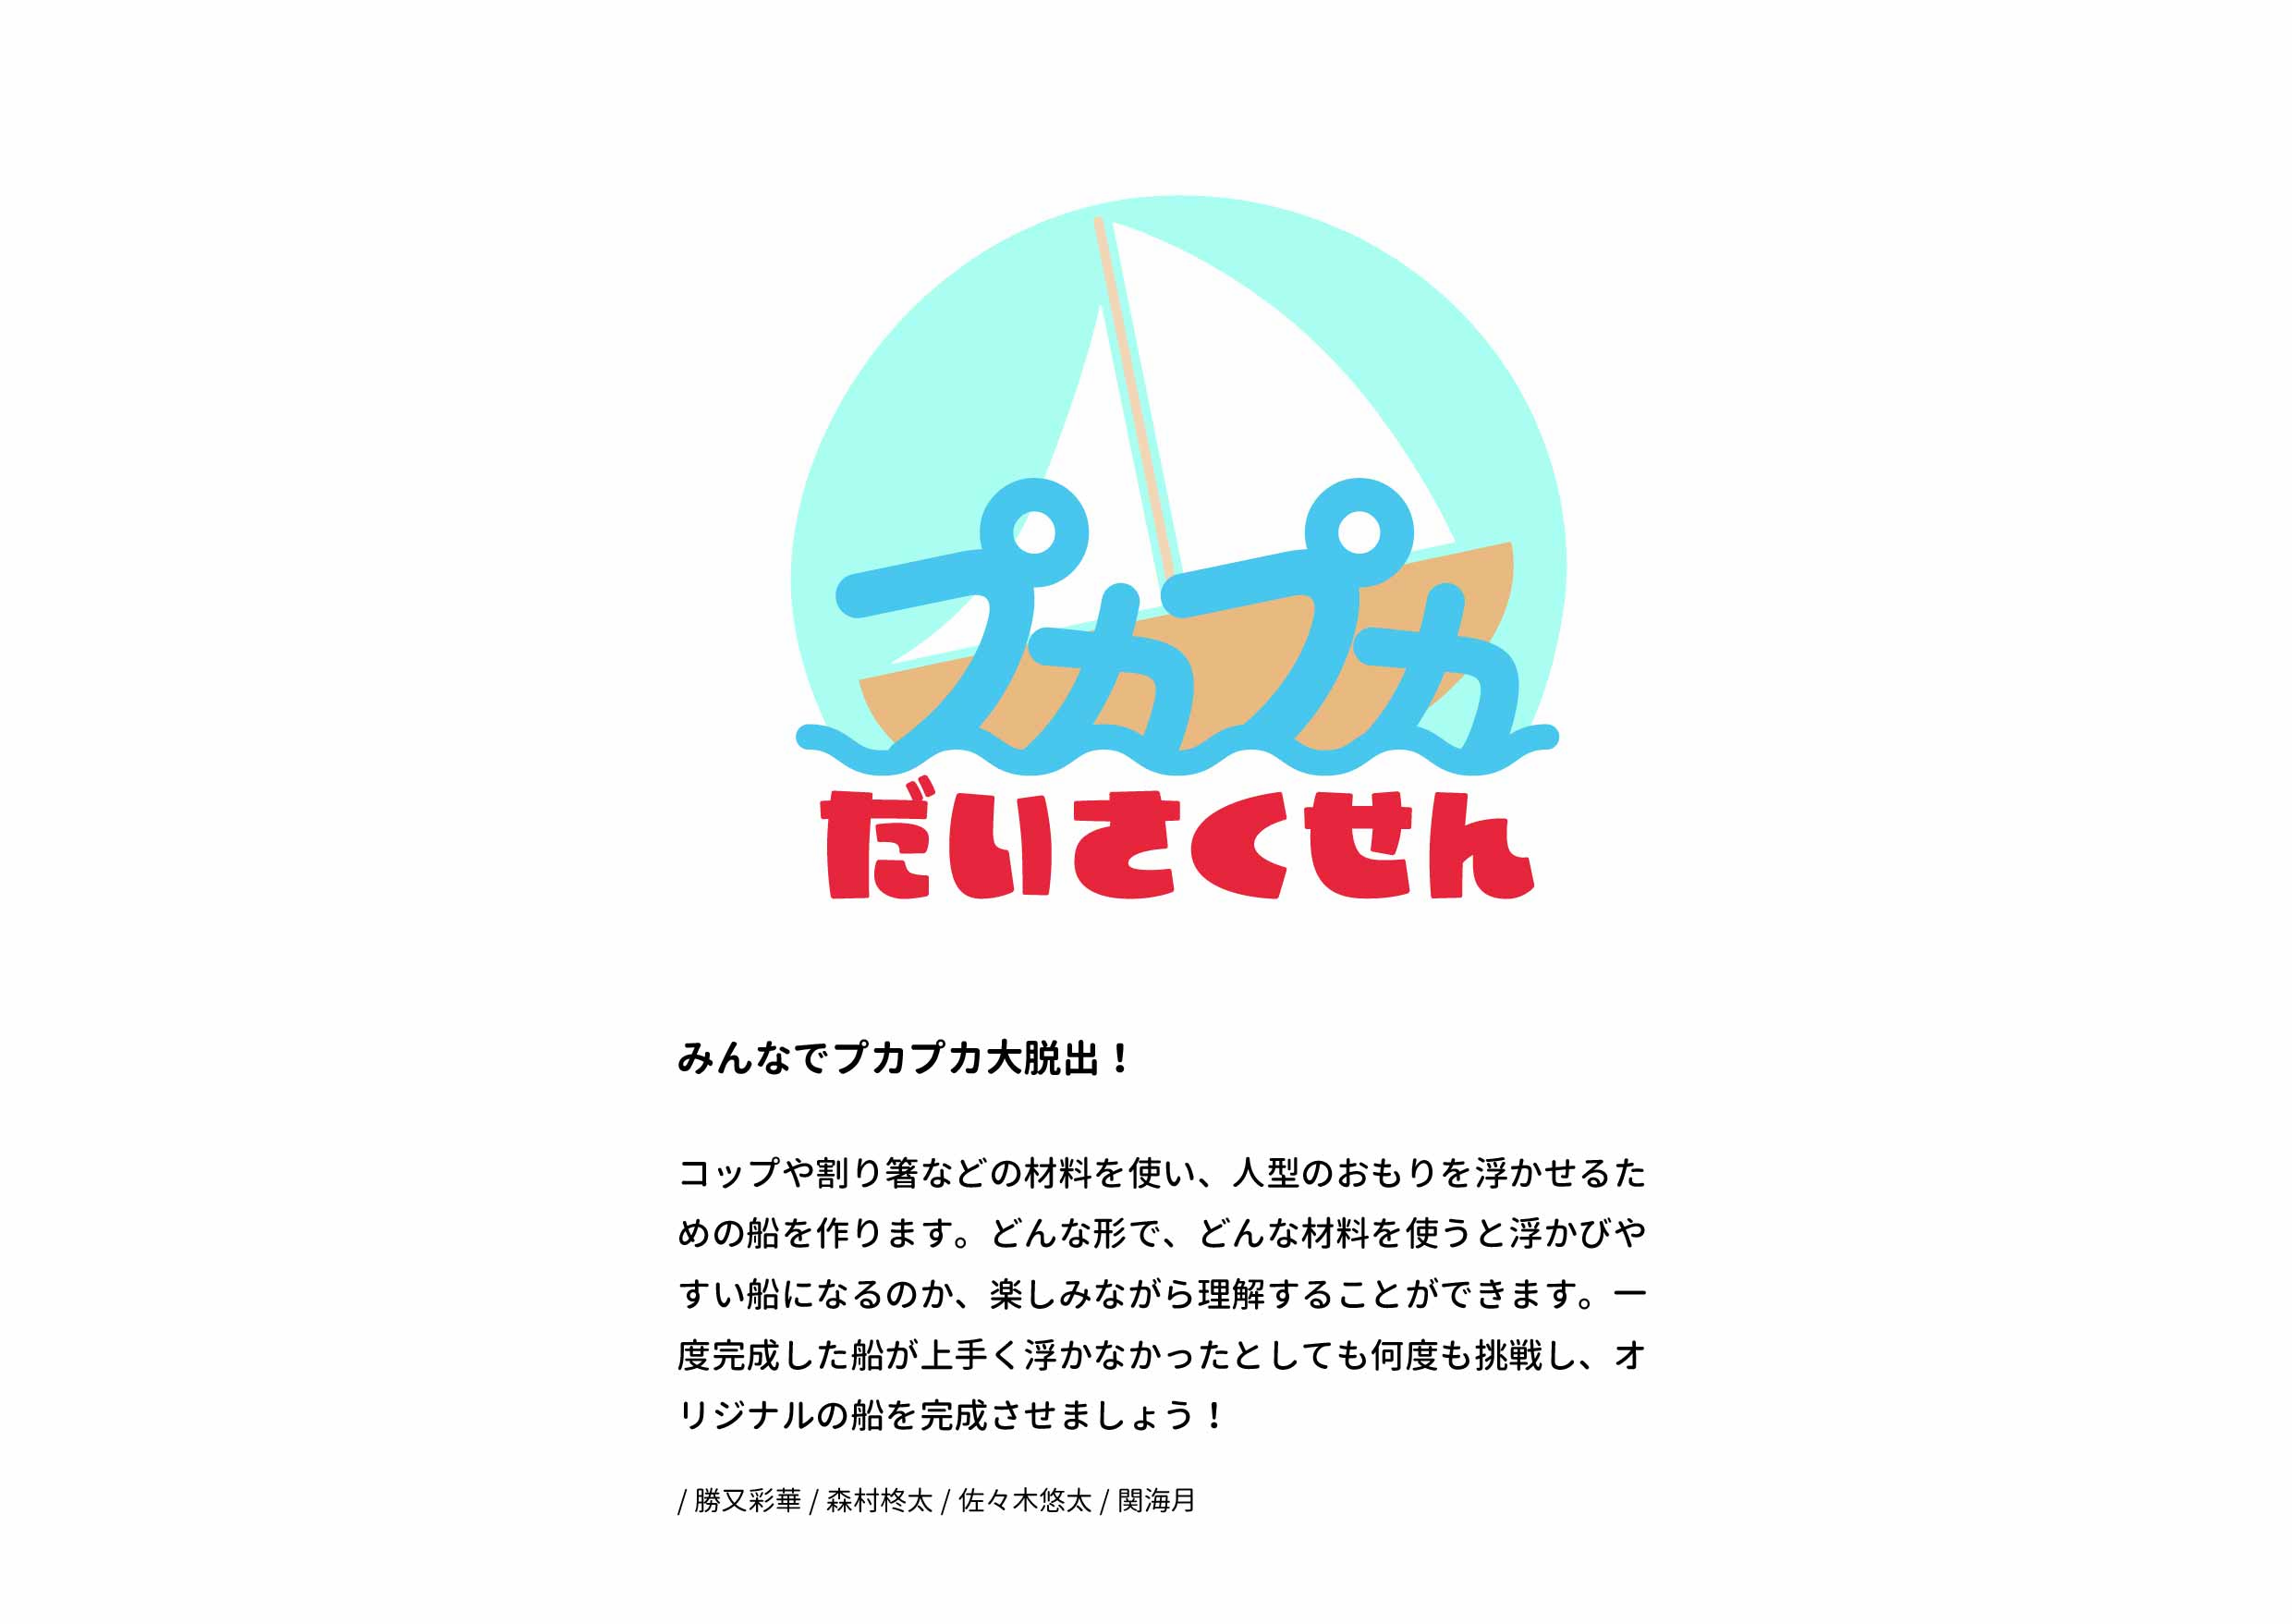 プカプカ
だいさくせん
みんなでプカプカ大脱出！
コップや割り箸などの材料を使い、人型のおもりを浮かせるた
めの船を作ります。どんな形で、どんな材料を使うと浮かびや
すい船になるのか、楽しみながら理解することができます。一
度完成した船が上手く浮かなかったとしても何度も挑戦し、オ
リジナルの船を完成させましょう！
/ 勝又彩華 / 森村柊太 / 佐々木悠太 / 関海月